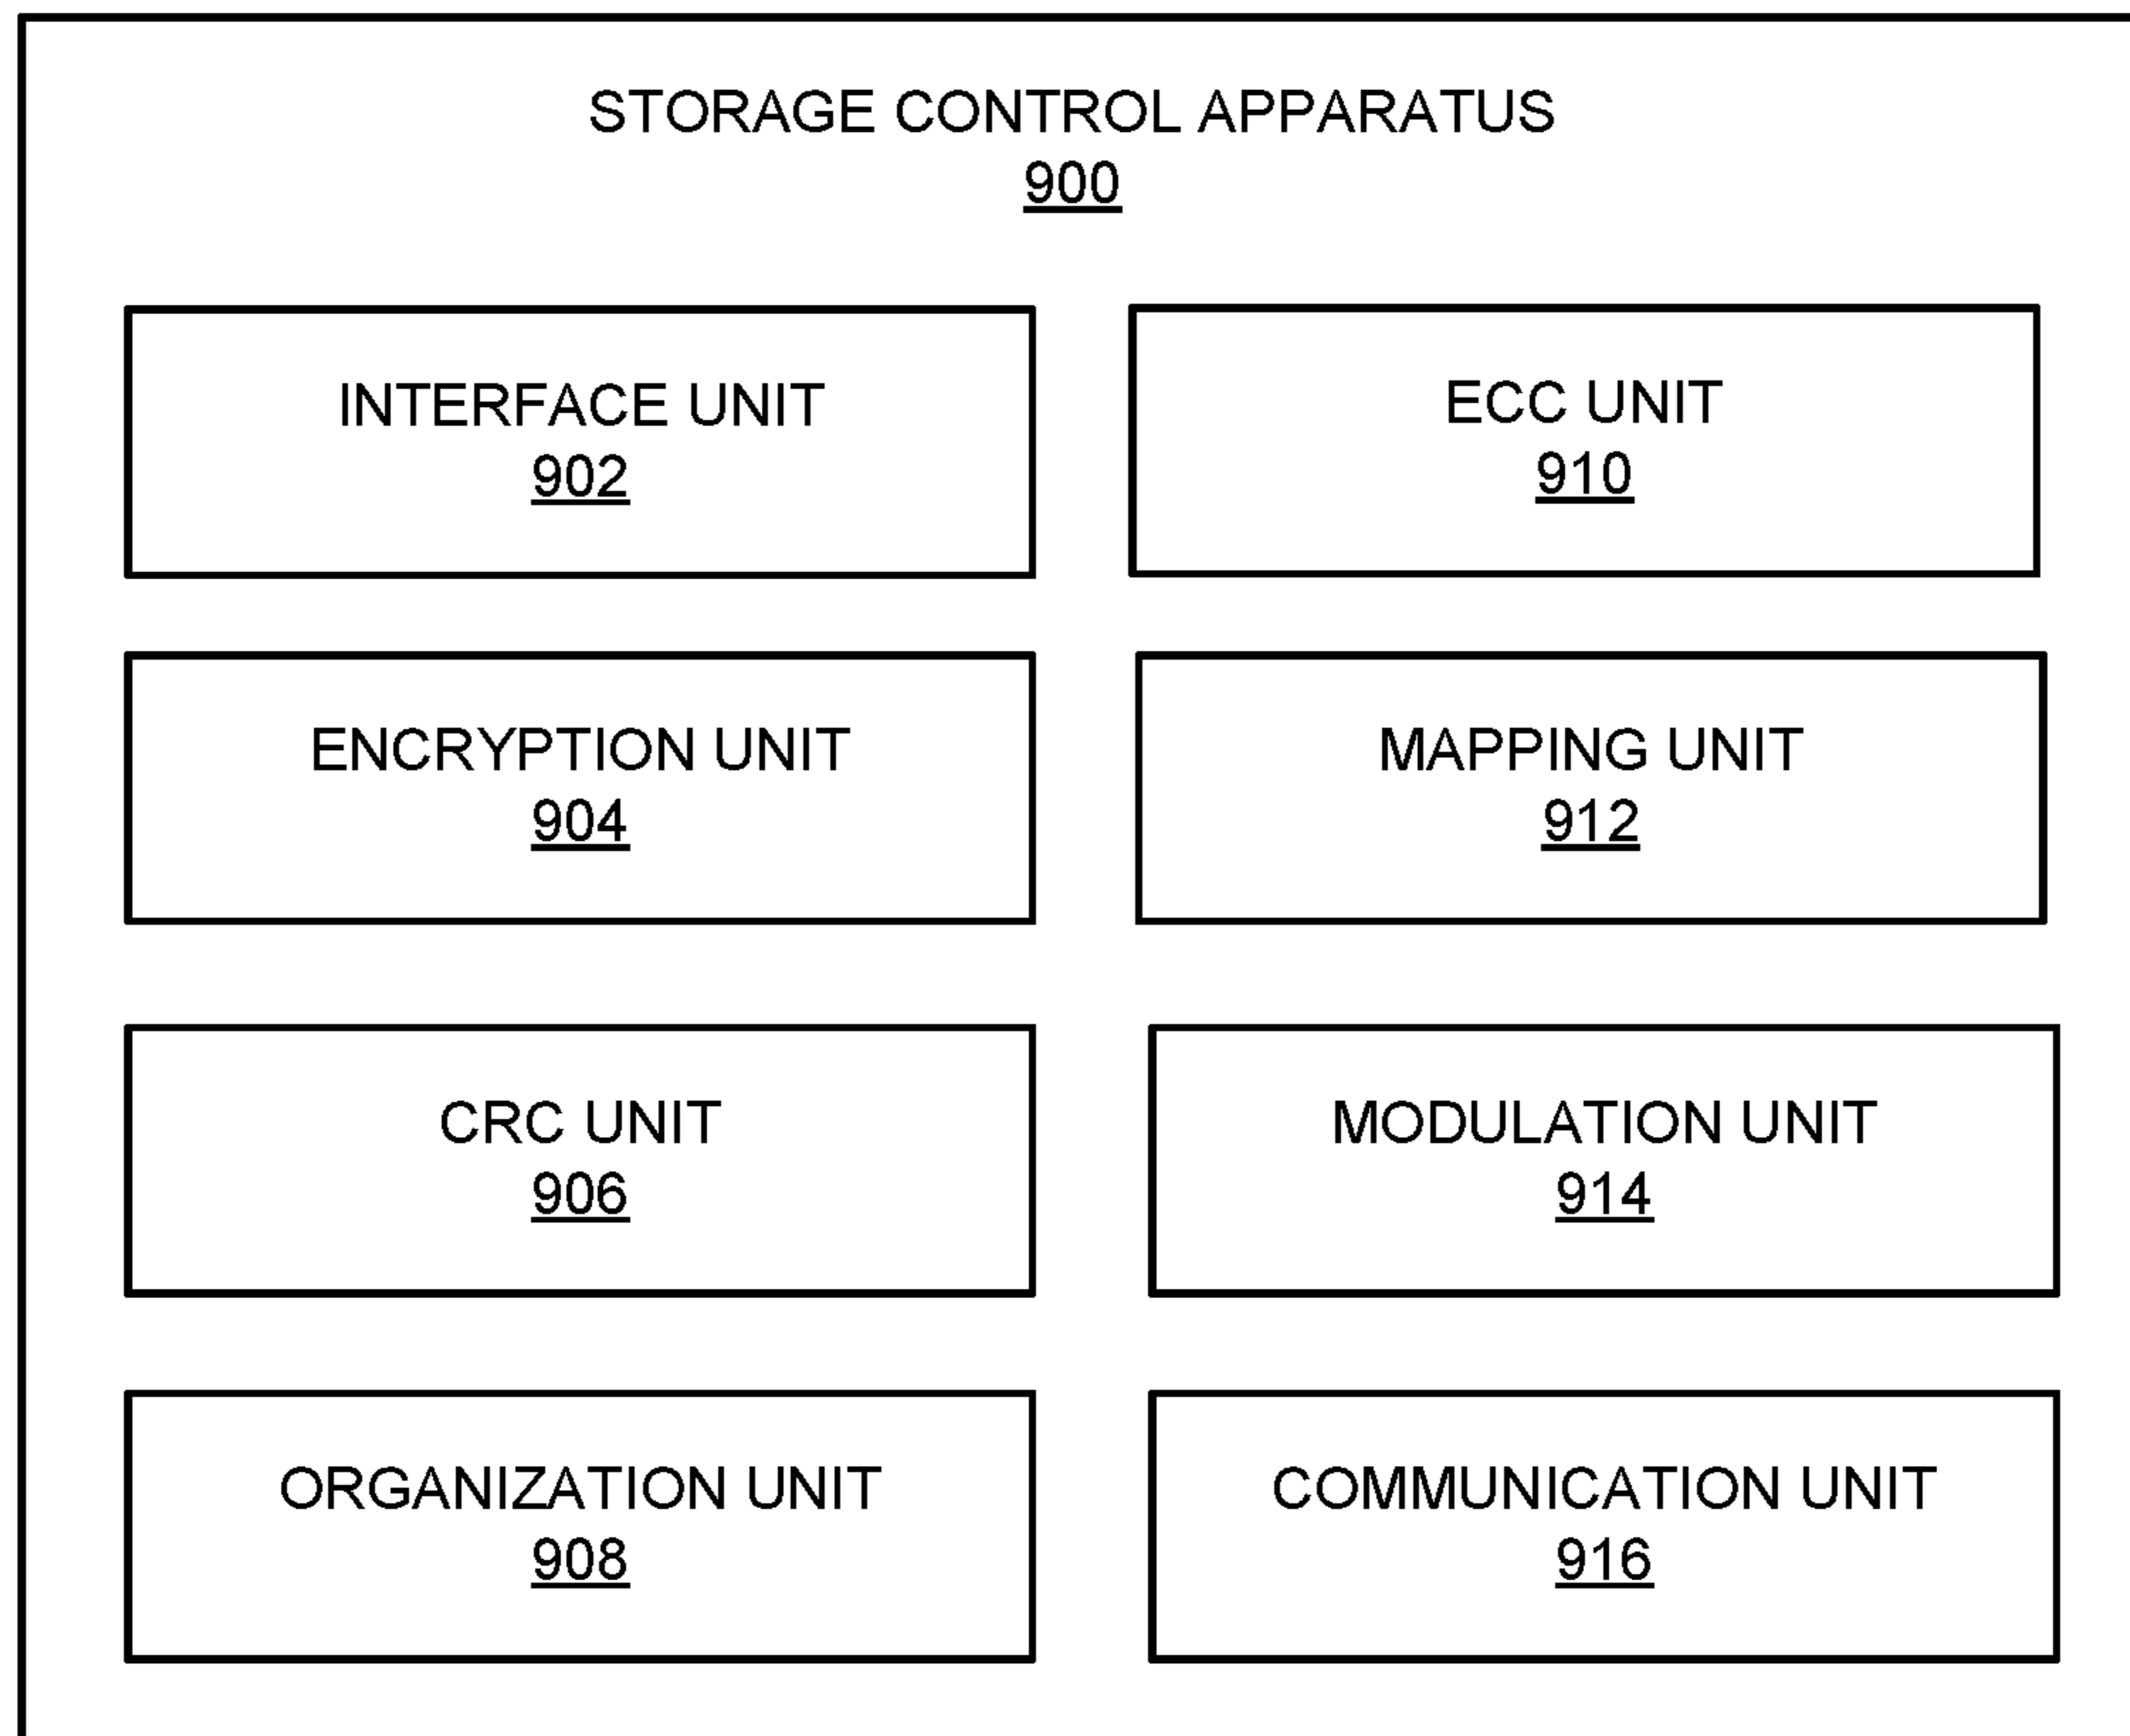 STORAGE CONTROL APPARATUS
900
INTERFACE UNIT
902
ECC UNIT
910
ENCRYPTION UNIT
904
MAPPING UNIT
912
CRC UNIT
906
MODULATION UNIT
914
ORGANIZATION UNIT
908
COMMUNICATION UNIT
916